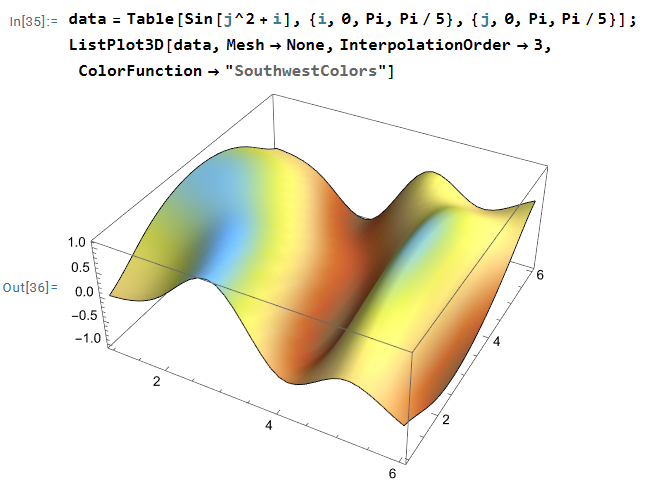 In[35]:= data = Table[Sin[j^2 + i], {i, 0, Pi, Pi / 5}, {j, 0, Pi, Pi / 5}];
ListPlot3D[data, Mesh → None, InterpolationOrder → 3,
ColorFunction → "SouthwestColors"]
Out[36]=
1.0
0.5
0.0
−0.5
−1.0
2
4
6
2
4
6